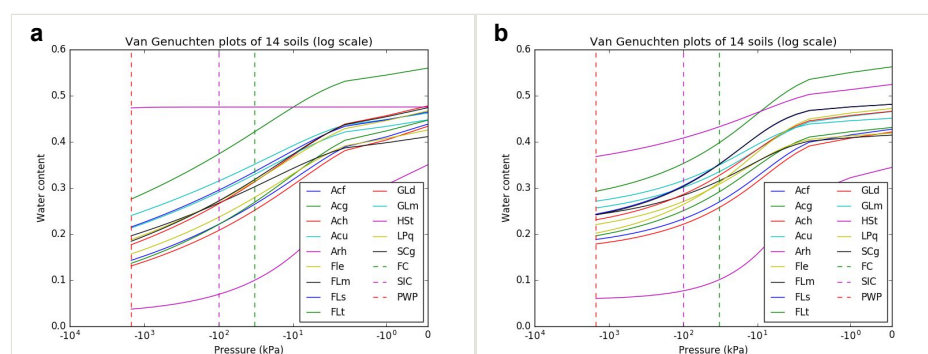 a
Van Genuchten plots of 14 soils (log scale)
0.6
0.5
0.4
0.3
0.2
0.1
0.0
Water content
-10⁴
-10³
-10²
-10¹
-10⁰
0
Pressure (kPa)
Acf
Acg
Ach
Acu
Arh
Fle
FLm
FLs
FLt
GLd
GLm
HSt
LPq
SCg
FC
SIC
PWP
b
Van Genuchten plots of 14 soils (log scale)
0.6
0.5
0.4
0.3
0.2
0.1
0.0
Water content
-10⁴
-10³
-10²
-10¹
-10⁰
0
Pressure (kPa)
Acf
Acg
Ach
Acu
Arh
Fle
FLm
FLs
FLt
GLd
GLm
HSt
LPq
SCg
FC
SIC
PWP